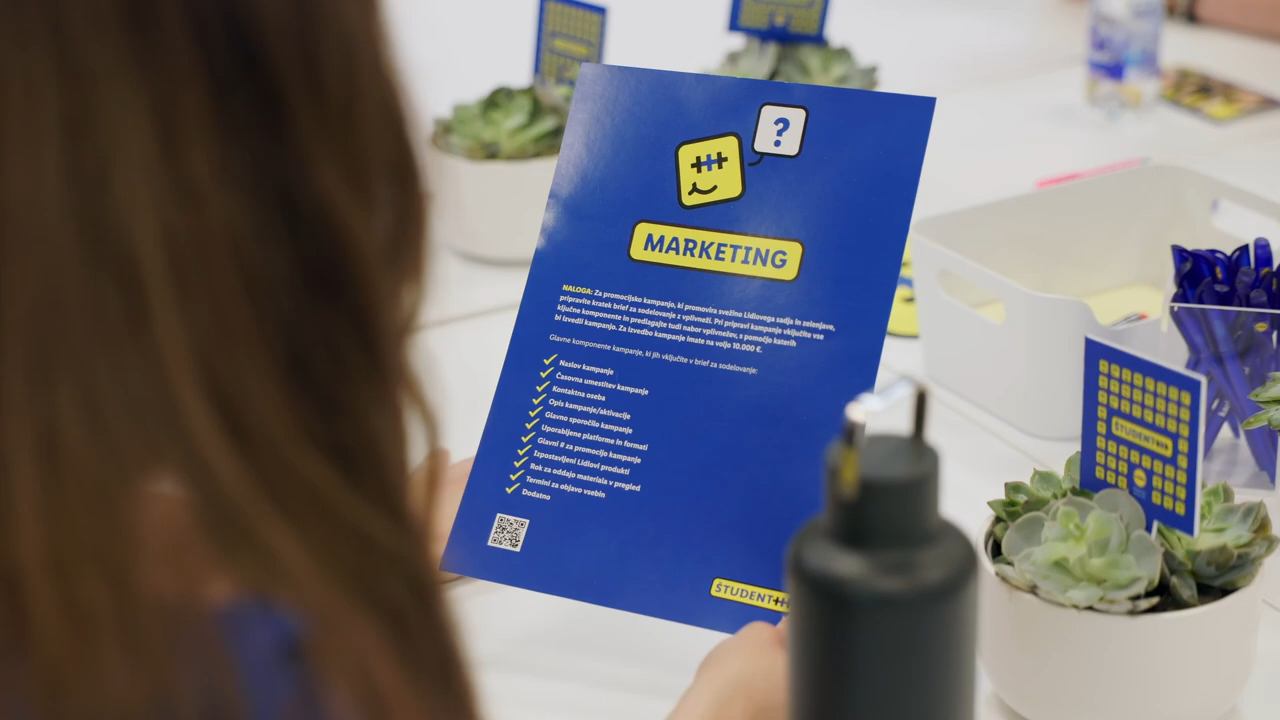 ?
MARKETING
NALOGA: Za promocijsko kampanjo, ki promovira svežino Lidlovega sadja in zelenjave,
pripravite kratek brief za sodelovanje z vplivneži. Pri pripravi kampanje vključite vse
ključne komponente in predlagajte tudi nabor vplivnežev, s pomočjo katerih
bi izvedli kampanjo. Za izvedbo kampanje imate na voljo 10.000 €.
Glavne komponente kampanje, ki jih vključite v brief za sodelovanje:
Naslov kampanje
Časovna umestitev kampanje
Kontaktna oseba
Opis kampanje/aktivacije
Glavno sporočilo kampanje
Uporabljene platforme in formati
Glavni # za promocijo kampanje
Izpostavljeni Lidlovi produkti
Rok za oddajo materiala v pregled
Termini za objavo vsebin
Dodatno
ŠTUDENT
ŠTUDENT